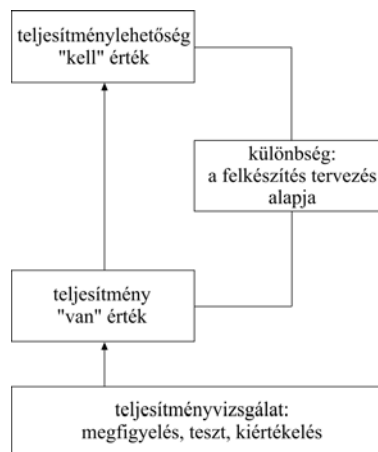 teljesítménylehetőség
"kell" érték
különbség:
a felkészítés tervezés
alapja
teljesítmény
"van" érték
teljesítményvizsgálat:
megfigyelés, teszt, kiértékelés